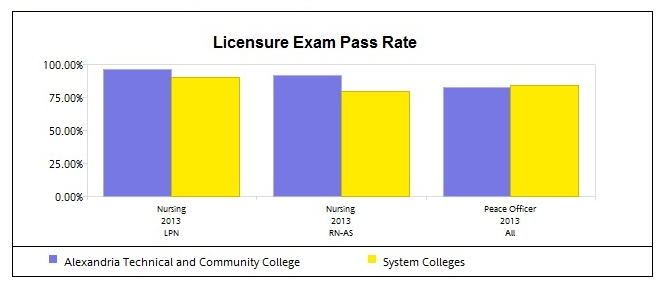 Licensure Exam Pass Rate
100.00%
75.00%
50.00%
25.00%
0.00%
Nursing
2013
LPN
Nursing
2013
RN-AS
Peace Officer
2013
All
Alexandria Technical and Community College
System Colleges